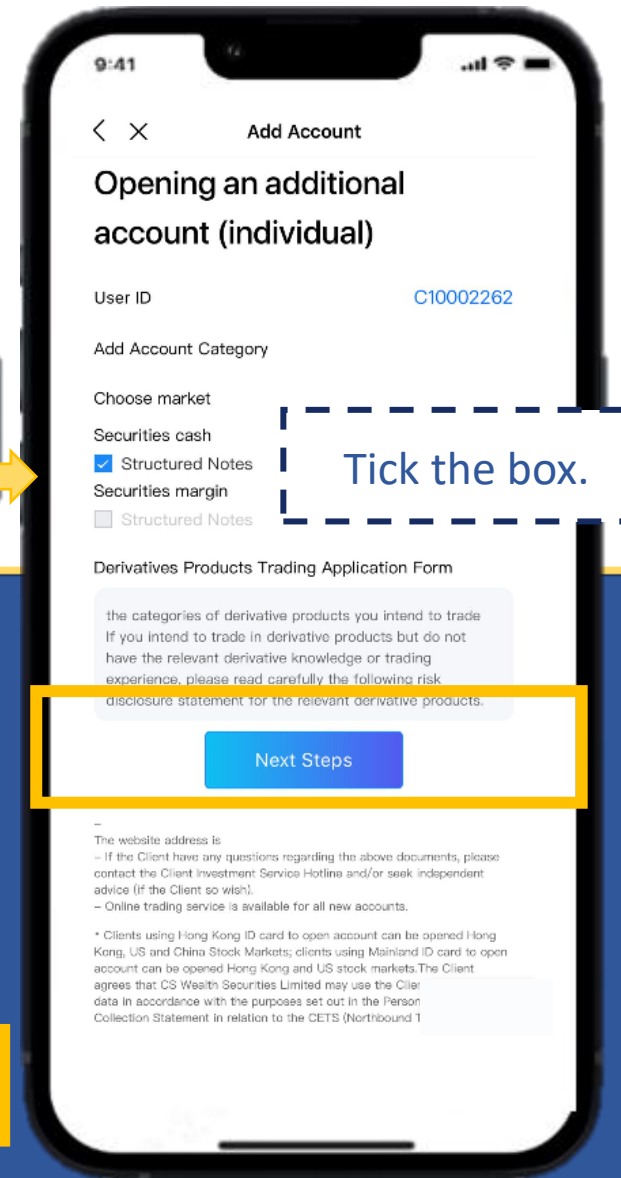 9:41
Add Account
Opening an additional
account (individual)
User ID C10002262
Add Account Category
Choose market
Securities cash
Structured Notes
Tick the box.
Securities margin
Structured Notes
Derivatives Products Trading Application Form
the categories of derivative products you intend to trade
If you intend to trade in derivative products but do not
have the relevant derivative knowledge or trading
experience, please read carefully the following risk
disclosure statement for the relevant derivative products.
Next Steps
–
The website address is
– If the Client have any questions regarding the above documents, please
contact the Client Investment Service Hotline and/or seek independent
advice (if the Client so wish).
– Online trading service is available for all new accounts.
* Clients using Hong Kong ID card to open account can be opened Hong
Kong, US and China Stock Markets; clients using Mainland ID card to open
account can be opened Hong Kong and US stock markets.The Client
agrees that CS Wealth Securities Limited may use the
data in accordance with the purposes set out in the
Collection Statement in relation to the CETS (Northbound